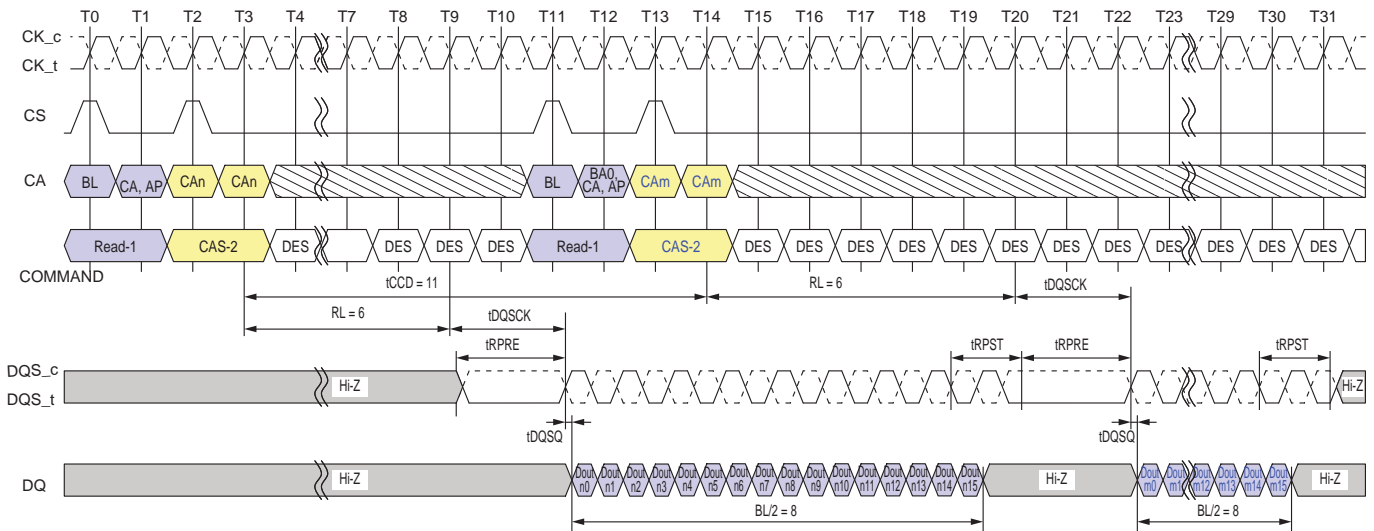 T0 T1 T2 T3 T4 T7 T8 T9 T10 T11 T12 T13 T14 T15 T16 T17 T18 T19 T20 T21 T22 T23 T29 T30 T31
CK_c
CK_t
CS
CA BL CA, AP CAn CAn BL BA0, CA, AP CAm CAm
Read-1 CAS-2 DES DES DES DES Read-1 CAS-2 DES DES DES DES DES DES DES DES DES DES DES DES
COMMAND
tCCD = 11 RL = 6 tDQSCK
RL = 6 tDQSCK
tRPRE tRPST tRPRE tRPST
DQS_c
DQS_t
Hi-Z Hi-Z
tDQSQ tDQSQ
DQ Hi-Z Dout n0 Dout n1 Dout n2 Dout n3 Dout n4 Dout n5 Dout n6 Dout n7 Dout n8 Dout n9 Dout n10 Dout n11 Dout n12 Dout n13 Dout n14 Dout n15 Hi-Z Dout m0 Dout m1 Dout m12 Dout m13 Dout m14 Dout m15 Hi-Z
BL/2 = 8 BL/2 = 8